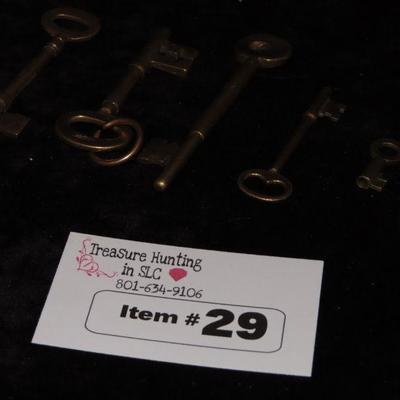 Treasure Hunting
in SLC
801-634-9106
Item # 29